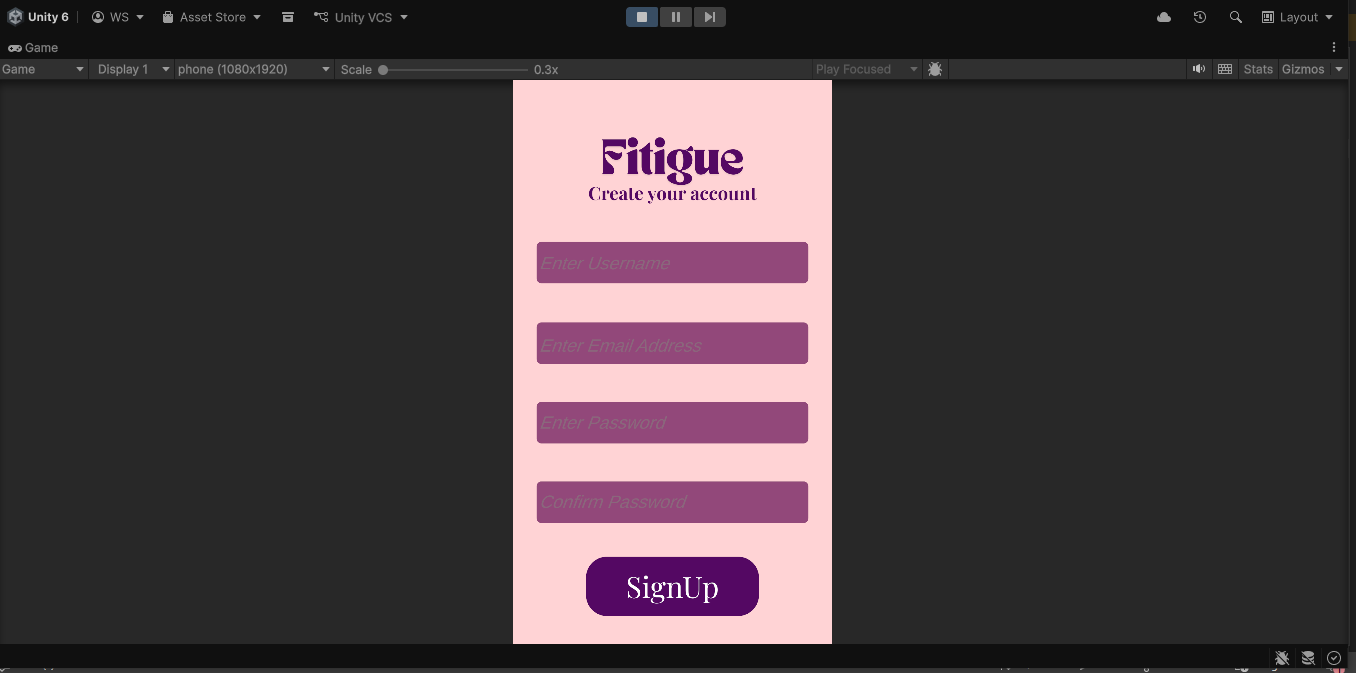 Unity 6 WS Asset Store Unity VCS Layout
Game
Game Display 1 phone (1080x1920) Scale 0.3x Play Focused Stats Gizmos
Fitigue
Create your account
Enter Username
Enter Email Address
Enter Password
Confirm Password
SignUp